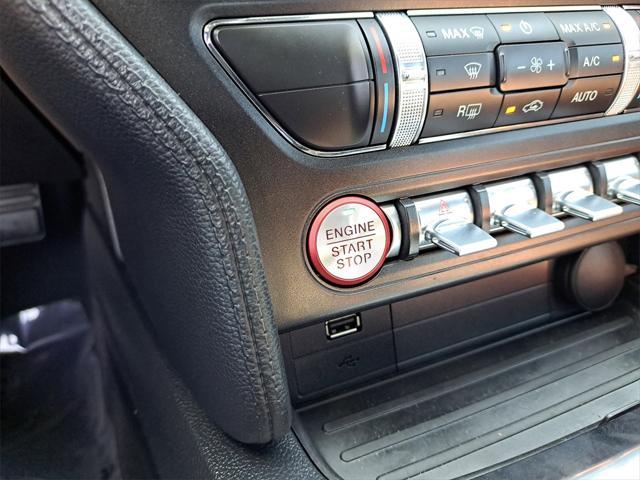 MAX
MAX A/C
A/C
R
AUTO
ENGINE
START
STOP